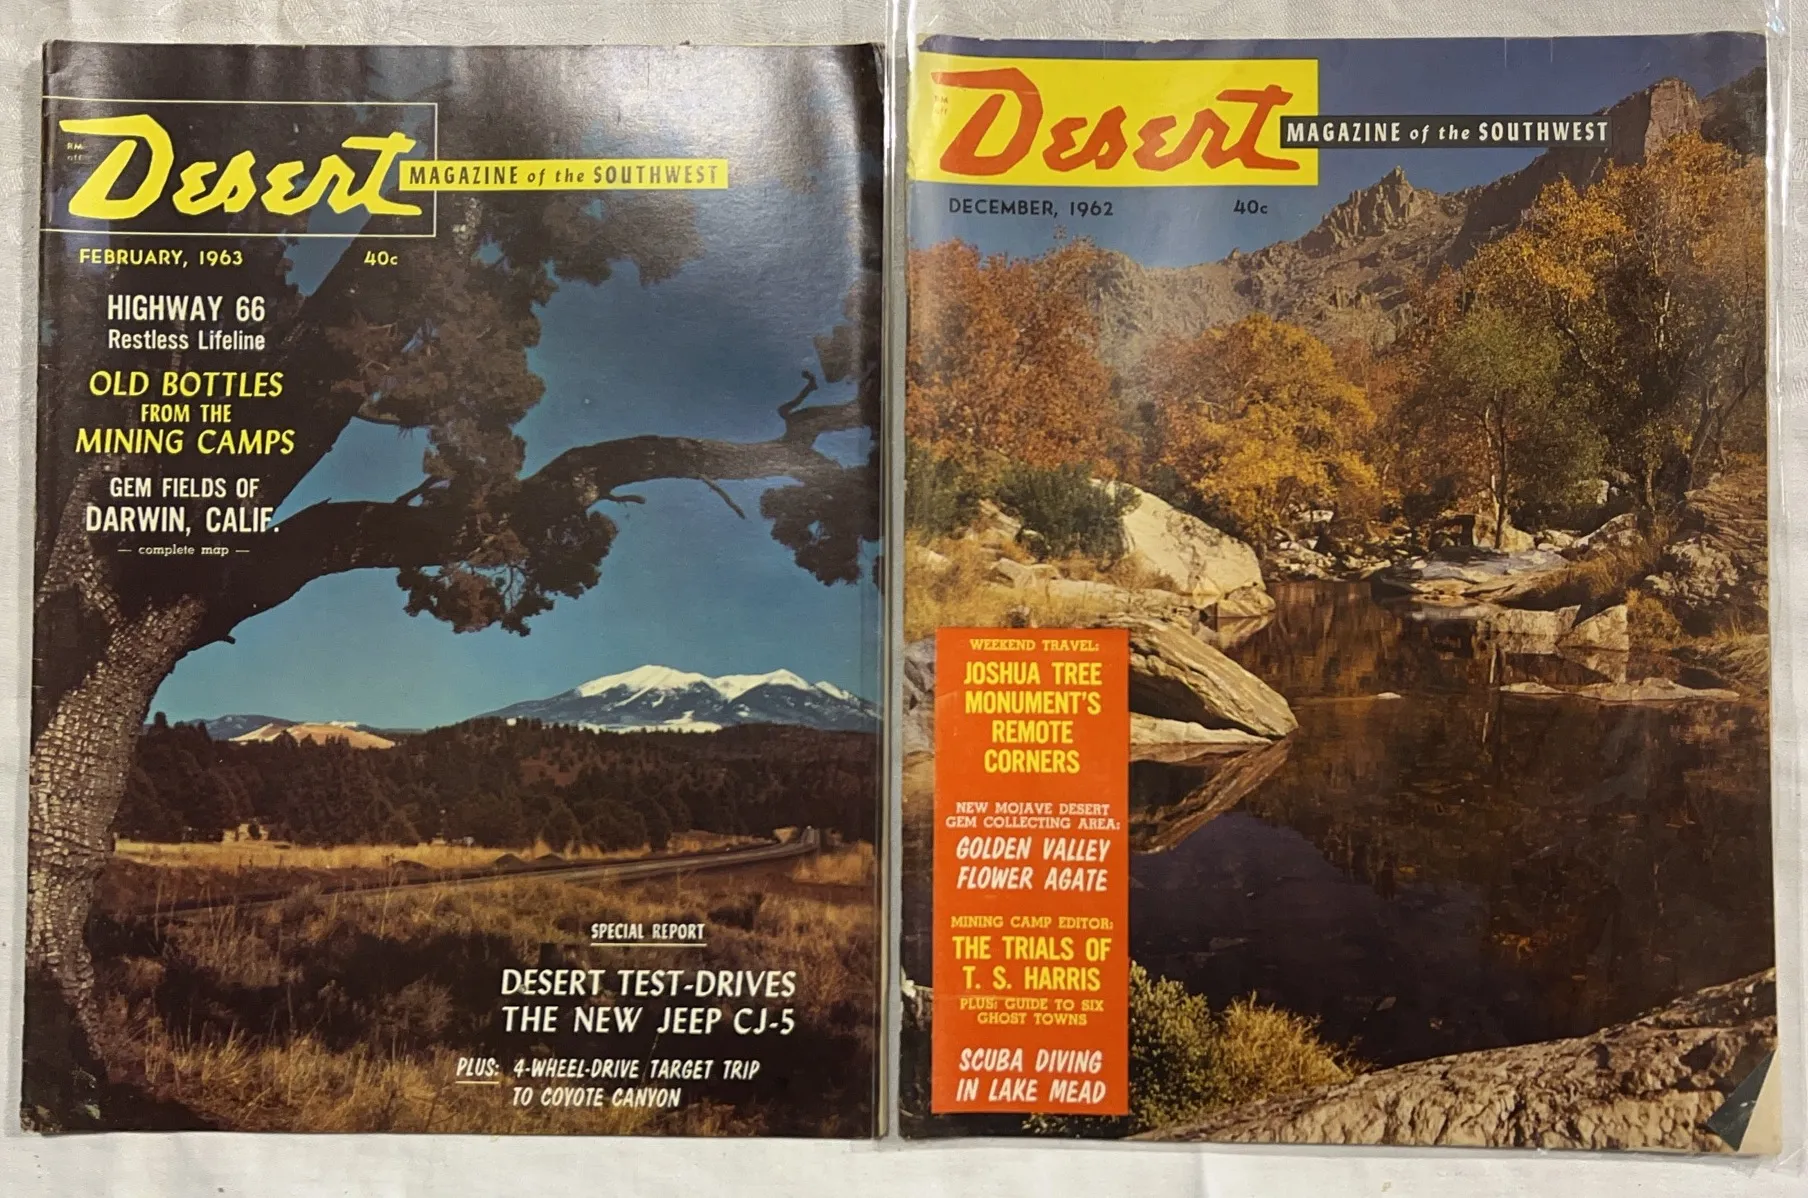 Desert
MAGAZINE of the SOUTHWEST
FEBRUARY, 1963 40c
HIGHWAY 66
Restless Lifeline
OLD BOTTLES
FROM THE
MINING CAMPS
GEM FIELDS OF
DARWIN, CALIF.
— complete map —
SPECIAL REPORT
DESERT TEST-DRIVES
THE NEW JEEP CJ-5
PLUS: 4-WHEEL-DRIVE TARGET TRIP
TO COYOTE CANYON
Desert
MAGAZINE of the SOUTHWEST
DECEMBER, 1962 40c
WEEKEND TRAVEL:
JOSHUA TREE
MONUMENT'S
REMOTE
CORNERS
NEW MOJAVE DESERT
GEM COLLECTING AREA:
GOLDEN VALLEY
FLOWER AGATE
MINING CAMP EDITOR:
THE TRIALS OF
T. S. HARRIS
PLUS: GUIDE TO SIX
GHOST TOWNS
SCUBA DIVING
IN LAKE MEAD